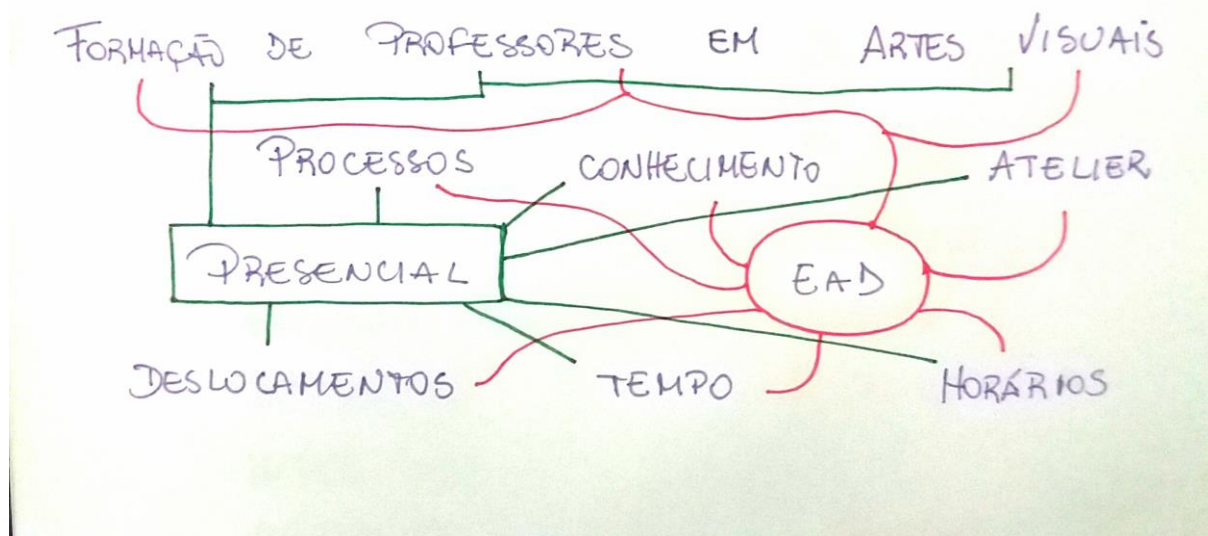 FORMAÇÃO DE PROFESSORES EM ARTES VISUAIS
PROCESSOS CONHECIMENTO ATELIER
PRESENCIAL EAD
DESLOCAMENTOS TEMPO HORÁRIOS